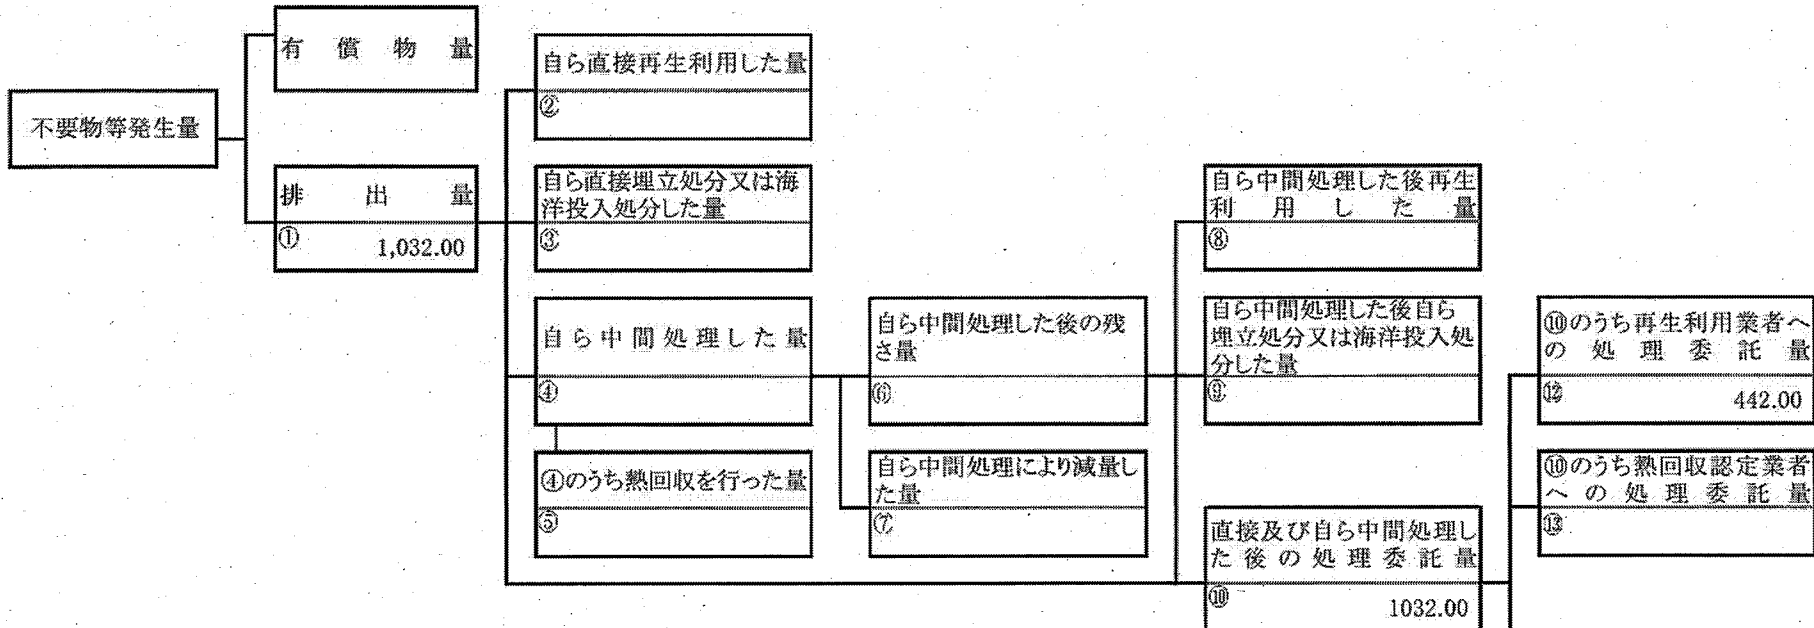 有償物量
不要物等発生量
排出量
①
1,032.00
自ら直接再生利用した量
②
自ら直接埋立処分又は海
洋投入処分した量
③
自ら中間処理した量
④
④のうち熱回収を行った量
⑤
自ら中間処理した後の残
さ量
⑥
自ら中間処理により減量し
た量
⑦
自ら中間処理した後再生
利用した量
⑧
自ら中間処理した後自ら
埋立処分又は海洋投入処
分した量
⑨
直接及び自ら中間処理し
た後の処理委託量
⑩
1032.00
⑩のうち再生利用業者へ
の処理委託量
⑫
442.00
⑩のうち熱回収認定業者
への処理委託量
⑬